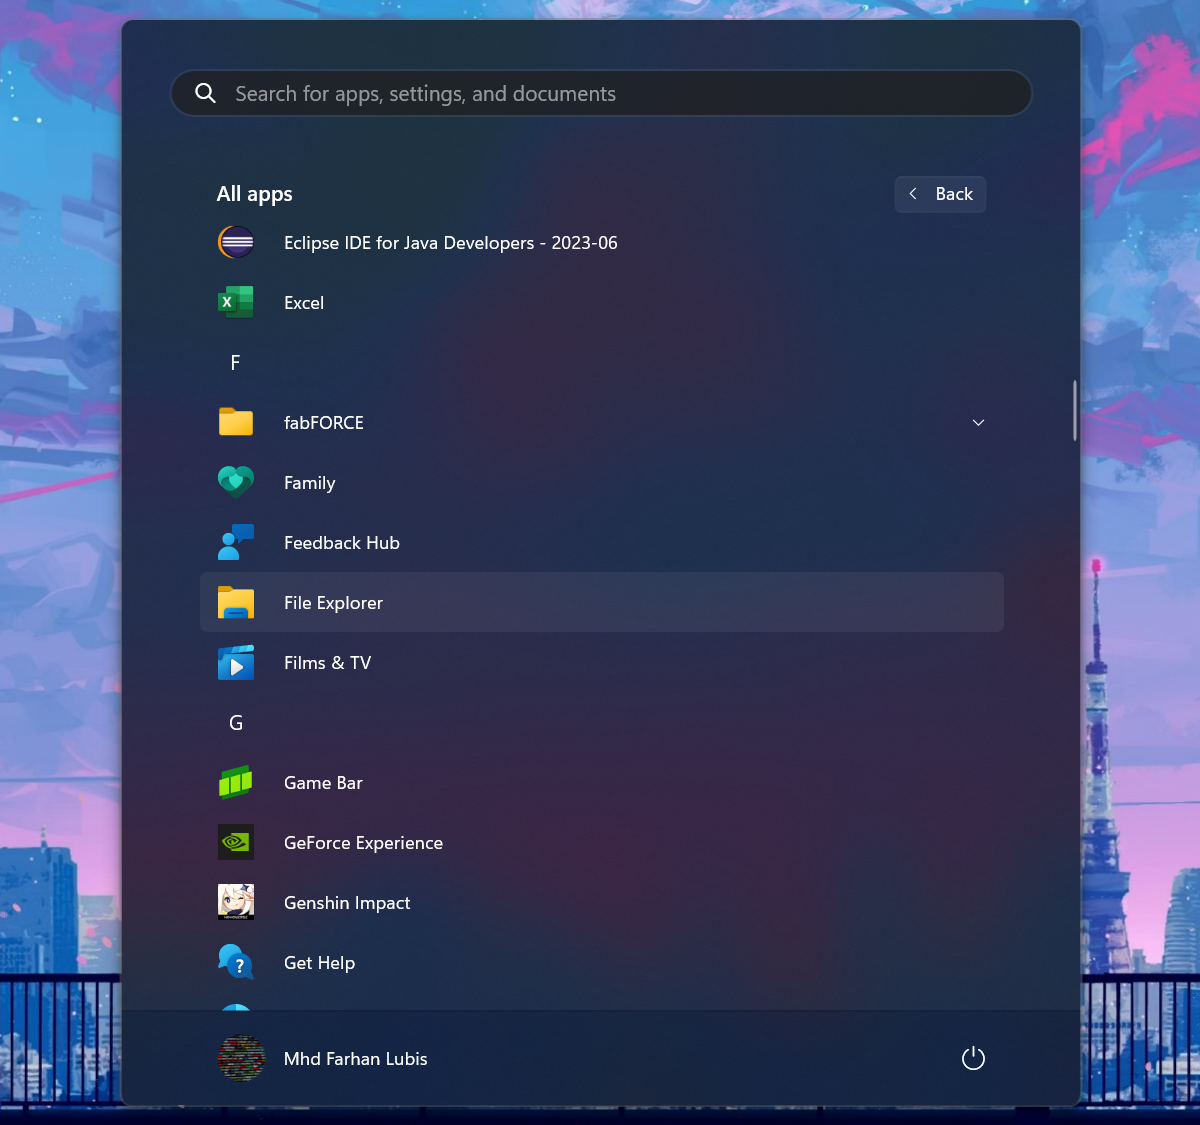 Search for apps, settings, and documents
All apps
Back
Eclipse IDE for Java Developers - 2023-06
Excel
F
fabFORCE
Family
Feedback Hub
File Explorer
Films & TV
G
Game Bar
GeForce Experience
Genshin Impact
Get Help
Mhd Farhan Lubis